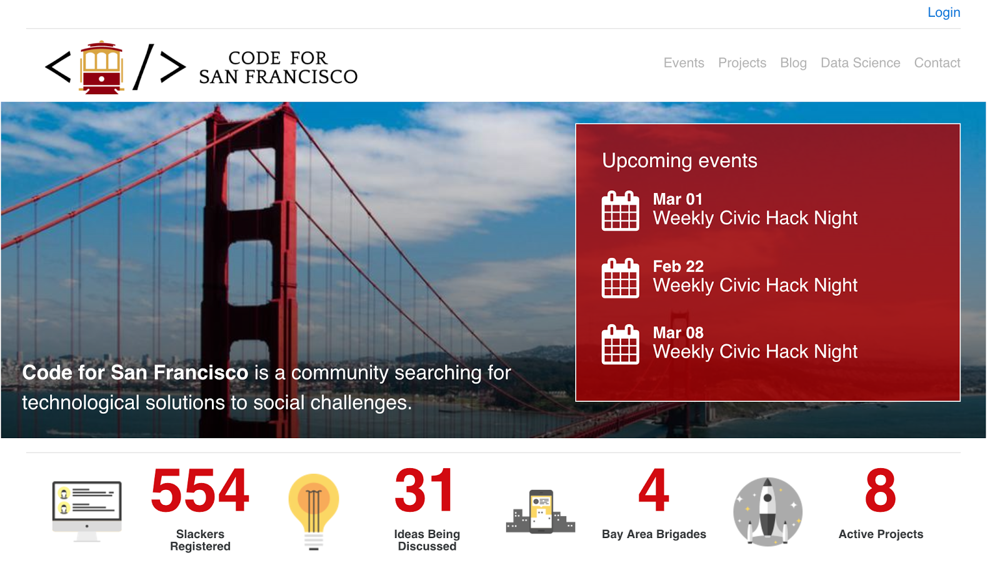 Login
< / >
CODE FOR
SAN FRANCISCO
Events Projects Blog Data Science Contact
Upcoming events
Mar 01
Weekly Civic Hack Night
Feb 22
Weekly Civic Hack Night
Mar 08
Weekly Civic Hack Night
Code for San Francisco is a community searching for
technological solutions to social challenges.
554
Slackers
Registered
31
Ideas Being
Discussed
4
Bay Area Brigades
8
Active Projects